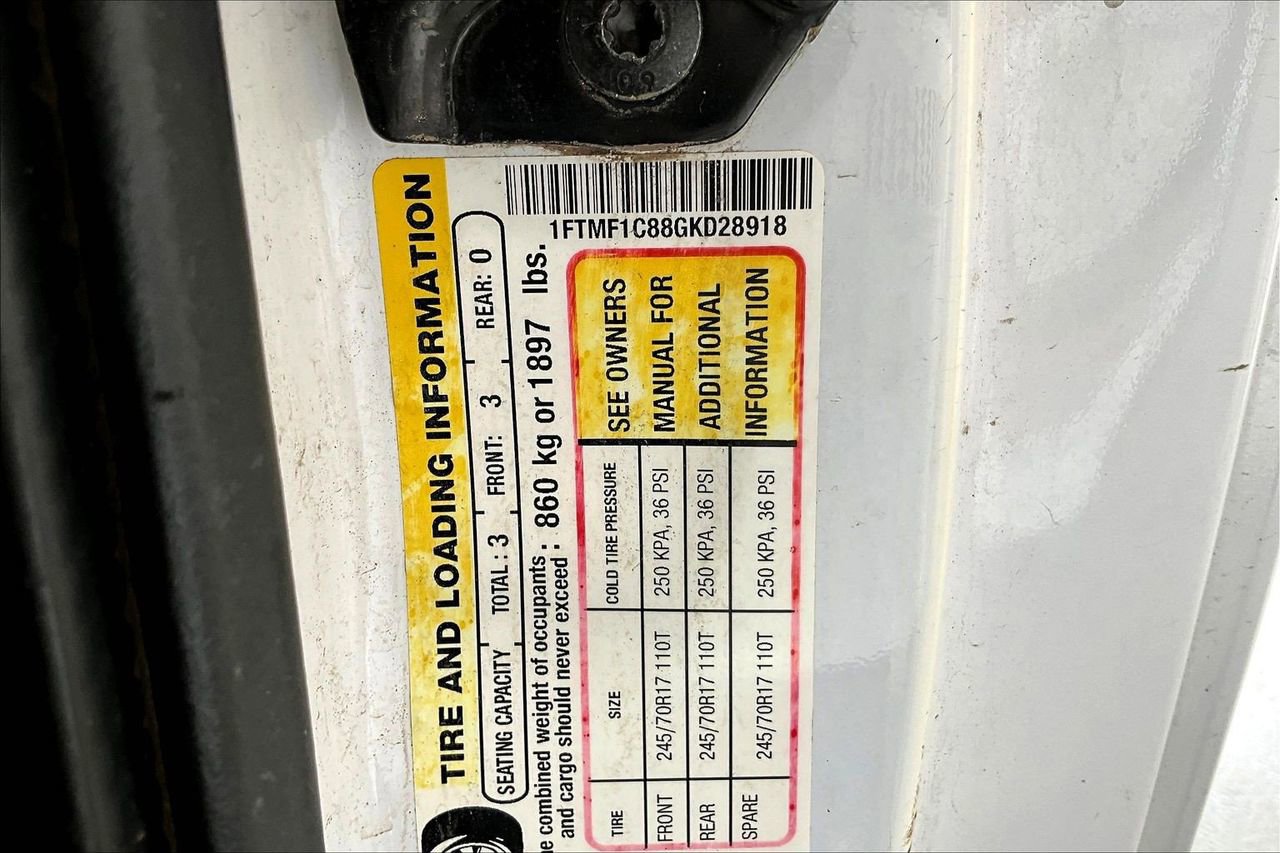 1FTMF1C88GKD28918
TIRE AND LOADING INFORMATION
SEATING CAPACITY TOTAL : 3 FRONT: 3 REAR: 0
combined weight of occupants : 860 kg or 1897 lbs.
and cargo should never exceed :
TIRE SIZE COLD TIRE PRESSURE
FRONT 245/70R17 110T 250 KPA, 36 PSI
REAR 245/70R17 110T 250 KPA, 36 PSI
SPARE 245/70R17 110T 250 KPA, 36 PSI
SEE OWNERS
MANUAL FOR
ADDITIONAL
INFORMATION